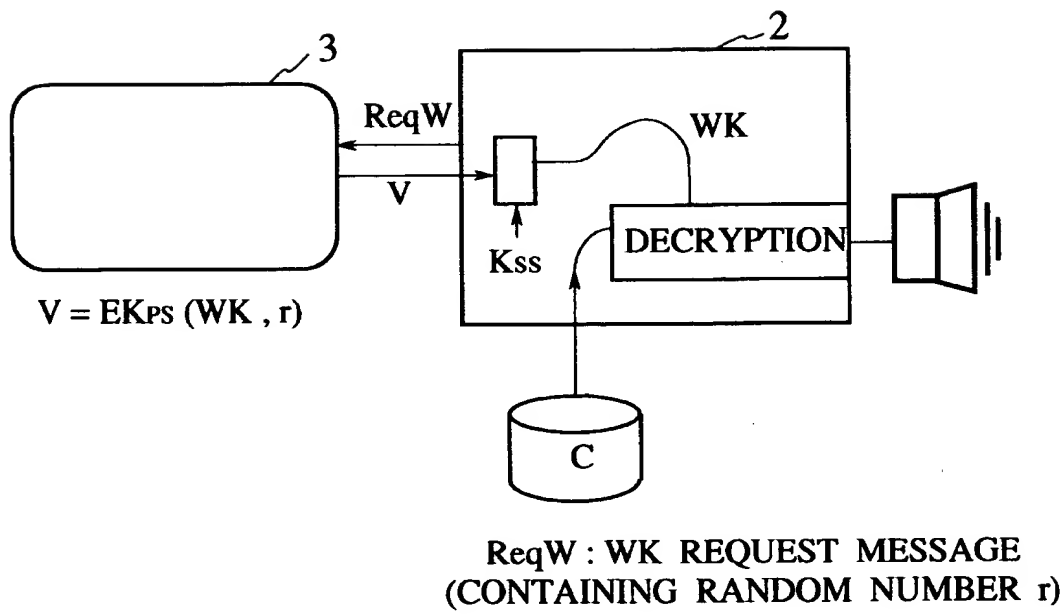 3
2
ReqW
WK
V
Kss
DECRYPTION
V = EKPS (WK , r)
C
ReqW : WK REQUEST MESSAGE
(CONTAINING RANDOM NUMBER r)